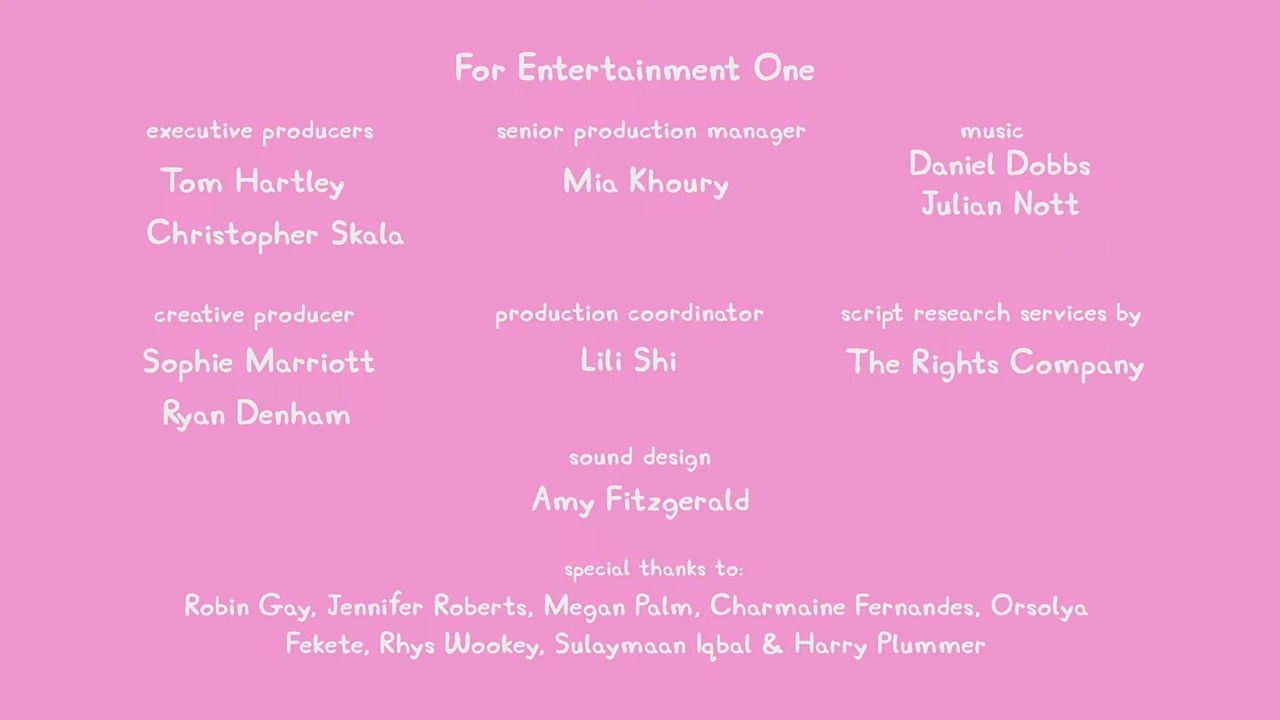 For Entertainment One
executive producers
Tom Hartley
Christopher Skala
senior production manager
Mia Khoury
music
Daniel Dobbs
Julian Nott
creative producer
Sophie Marriott
Ryan Denham
production coordinator
Lili Shi
script research services by
The Rights Company
sound design
Amy Fitzgerald
special thanks to:
Robin Gay, Jennifer Roberts, Megan Palm, Charmaine Fernandes, Orsolya
Fekete, Rhys Wookey, Sulaymaan Iqbal & Harry Plummer